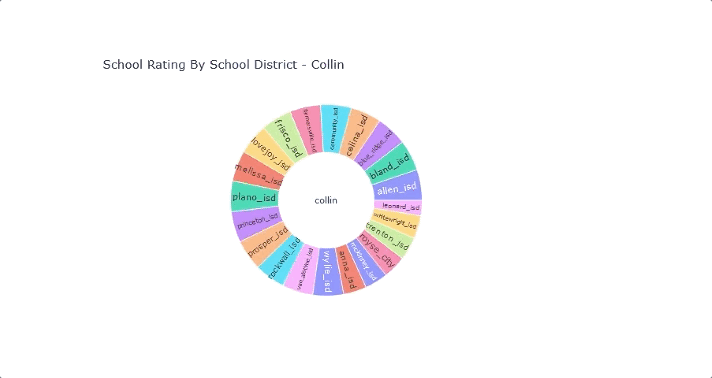 School Rating By School District - Collin
collin
allen_isd
bland_isd
blue_ridge_isd
celina_isd
community_isd
farmersville_isd
frisco_isd
lovejoy_isd
melissa_isd
plano_isd
princeton_isd
prosper_isd
rockwall_isd
van_alstyne_isd
wylie_isd
anna_isd
mckinney_isd
royse_city
trenton_isd
whitewright_isd
leonard_isd